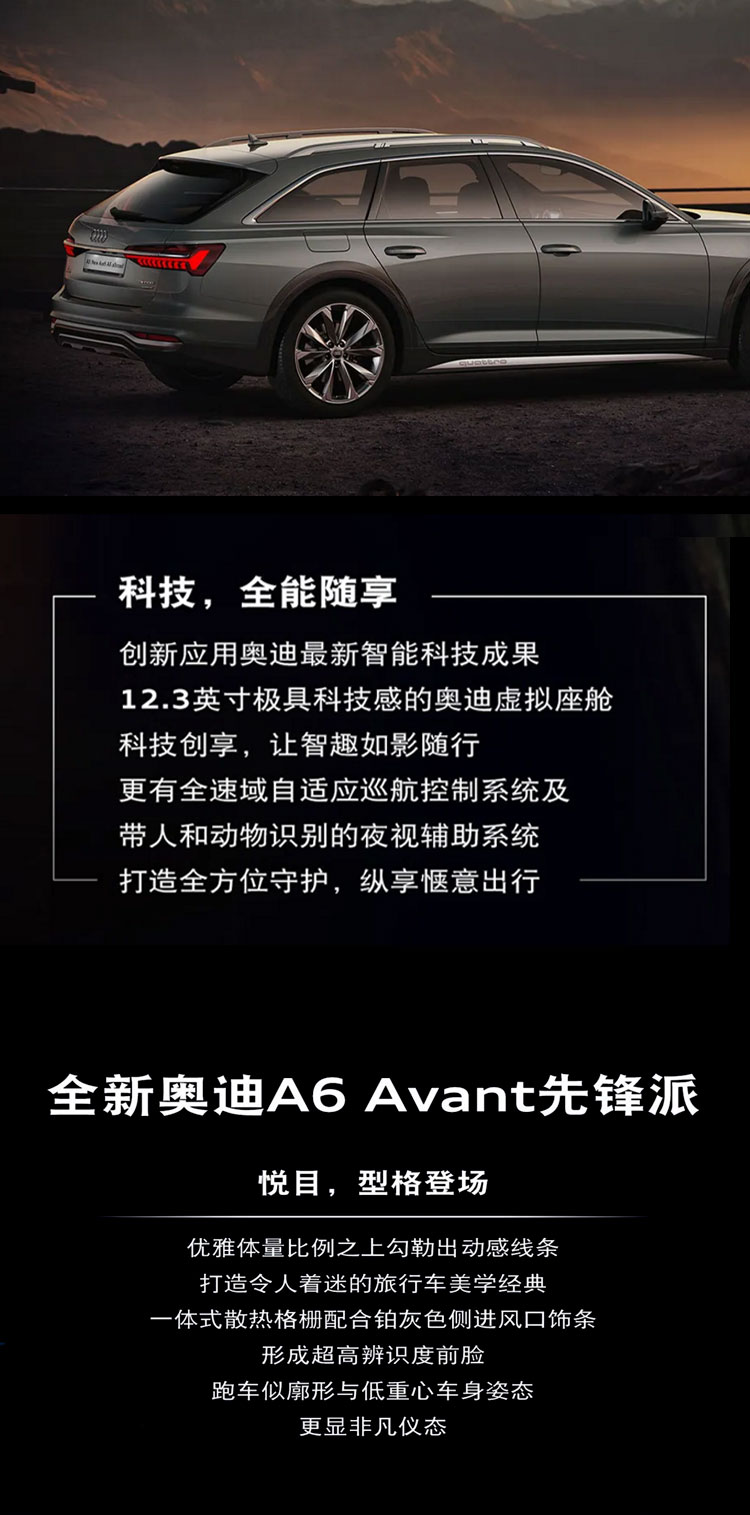 quattro
科技，全能随享
创新应用奥迪最新智能科技成果
12.3英寸极具科技感的奥迪虚拟座舱
科技创享，让智趣如影随行
更有全速域自适应巡航控制系统及
带人和动物识别的夜视辅助系统
打造全方位守护，纵享惬意出行
全新奥迪A6 Avant先锋派
悦目，型格登场
优雅体量比例之上勾勒出动感线条
打造令人着迷的旅行车美学经典
一体式散热格栅配合铂灰色侧进风口饰条
形成超高辨识度前脸
跑车似廓形与低重心车身姿态
更显非凡仪态